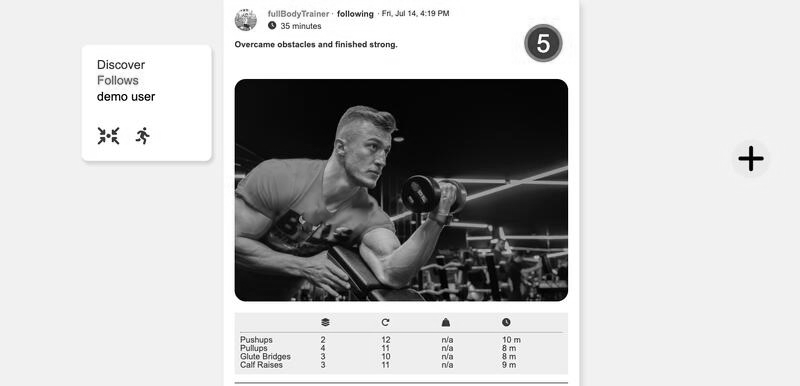 fullBodyTrainer · following · Fri, Jul 14, 4:19 PM
35 minutes
Overcame obstacles and finished strong.
5
Discover
Follows
demo user
Pushups 2 12 n/a 10 m
Pullups 4 11 n/a 8 m
Glute Bridges 3 10 n/a 8 m
Calf Raises 3 11 n/a 9 m